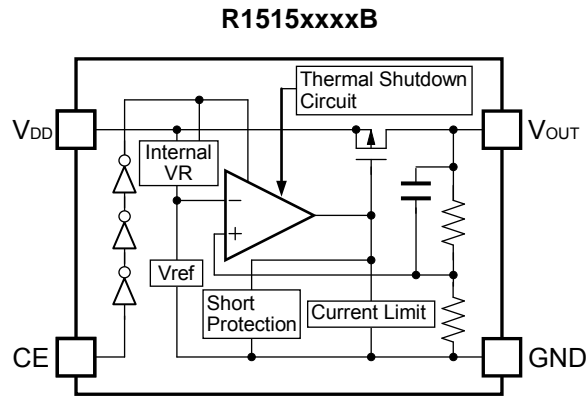 R1515xxxxB
Thermal Shutdown
Circuit
VDD
VOUT
Internal
VR
−
+
Vref
Short
Protection
Current Limit
CE
GND